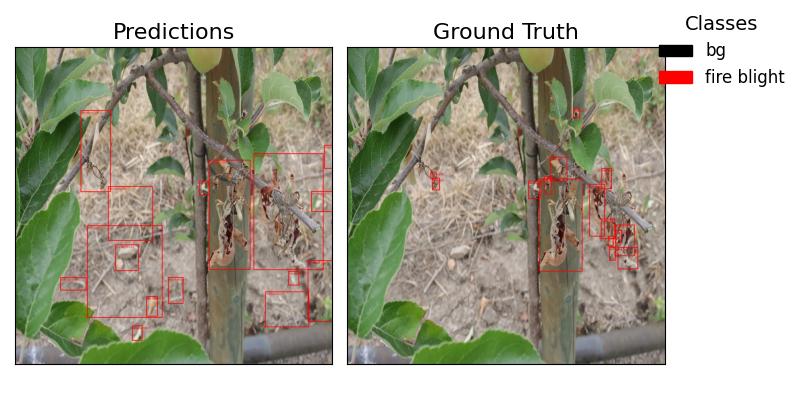 Predictions
Ground Truth
Classes
bg
fire blight